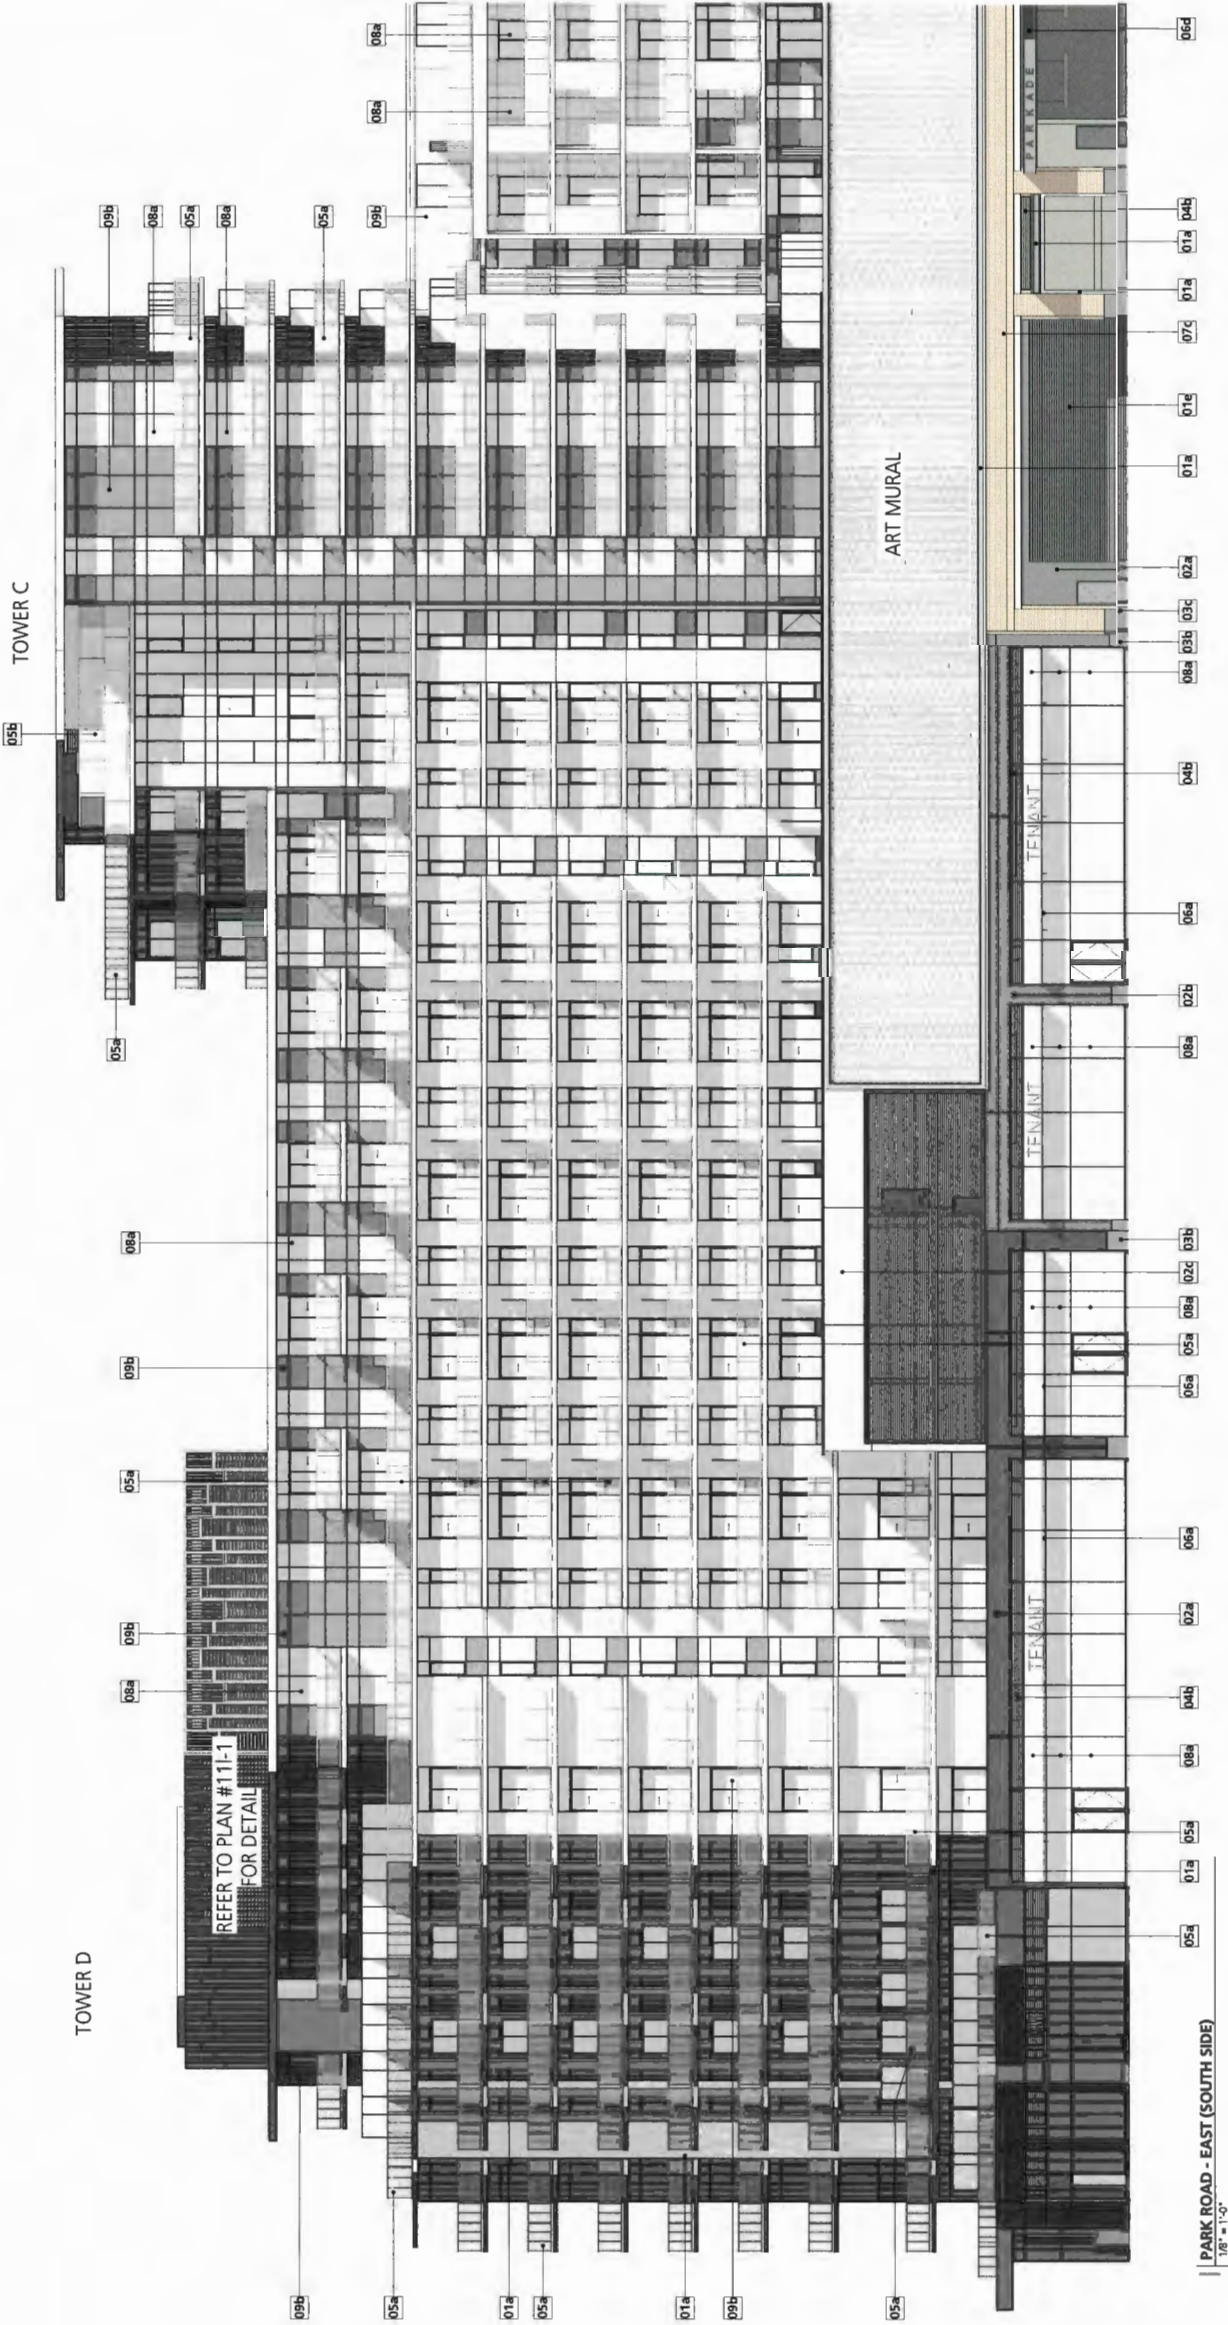 05b
TOWER C
TOWER D
05a
09b
08a
09b
05a
09b
08a
08a
05a
08a
05a
REFER TO PLAN #11I-1
FOR DETAIL
09b
09b
08a
08a
05a
01a
05a
01a
09b
05a
ART MURAL
PARKADE
TENANT
TENANT
TENANT
05a
01a
05a
08a
04b
02a
06a
06a
05a
08a
02c
03b
08a
02b
06a
04b
08a
03b
03c
02a
01a
01e
07c
01a
01a
04b
06d
PARK ROAD - EAST (SOUTH SIDE)
1/8" = 1'-0"